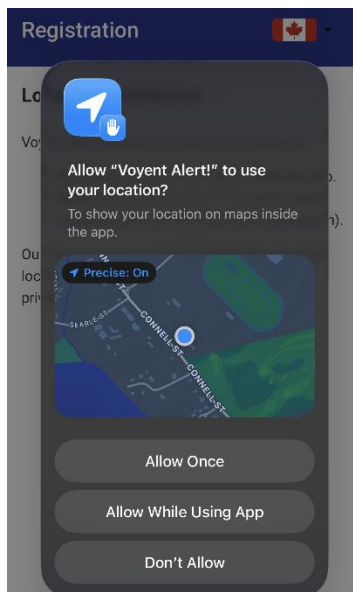 Registration
Allow “Voyent Alert!” to use
your location?
To show your location on maps inside
the app.
Precise: On
SEARLE-ST
CONNELL-ST
CONNELL-ST
Allow Once
Allow While Using App
Don’t Allow